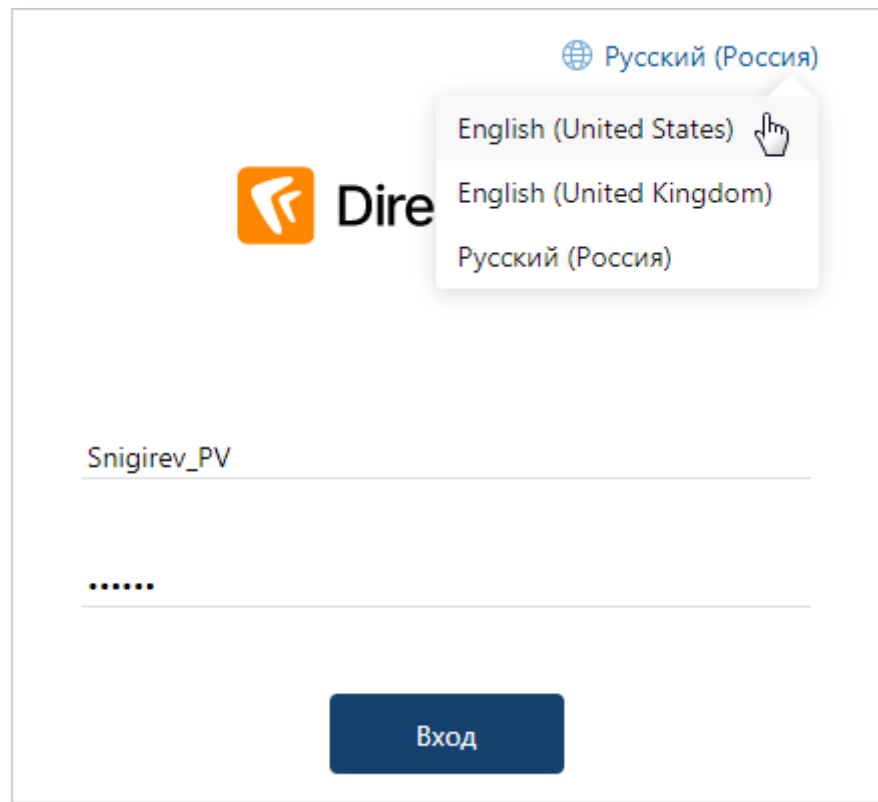 Русский (Россия)
English (United States)
English (United Kingdom)
Русский (Россия)
Dire
Snigirev_PV
••••••
Вход